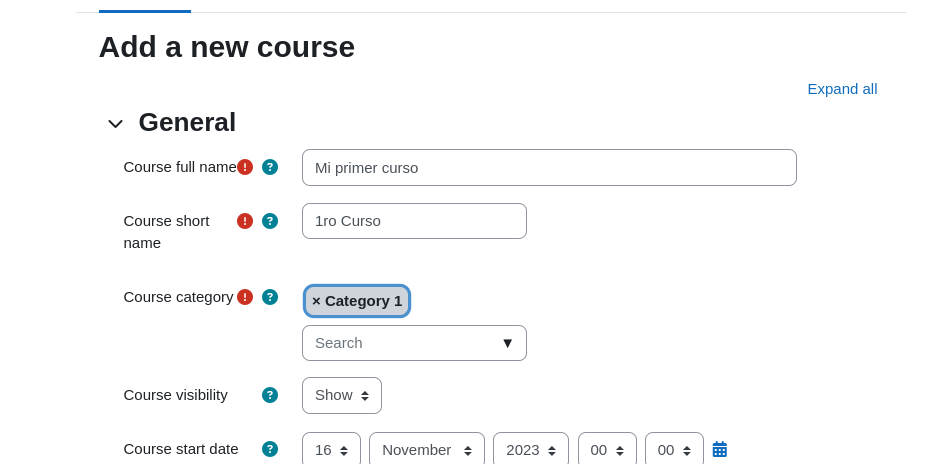 Add a new course
Expand all
General
Course full name Mi primer curso
Course short name 1ro Curso
Course category × Category 1
Search
Course visibility Show
Course start date 16 November 2023 00 00